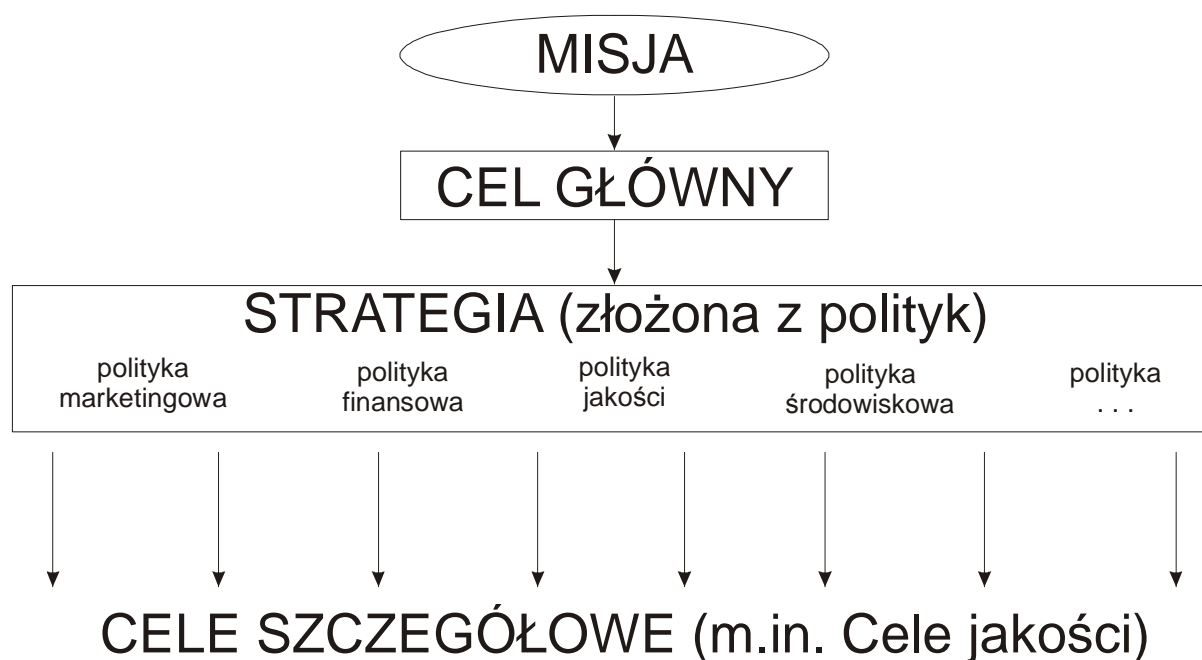 MISJA
CEL GŁÓWNY
STRATEGIA (złożona z polityk)
polityka
marketingowa
polityka
finansowa
polityka
jakości
polityka
środowiskowa
polityka
. . .
CELE SZCZEGÓŁOWE (m.in. Cele jakości)